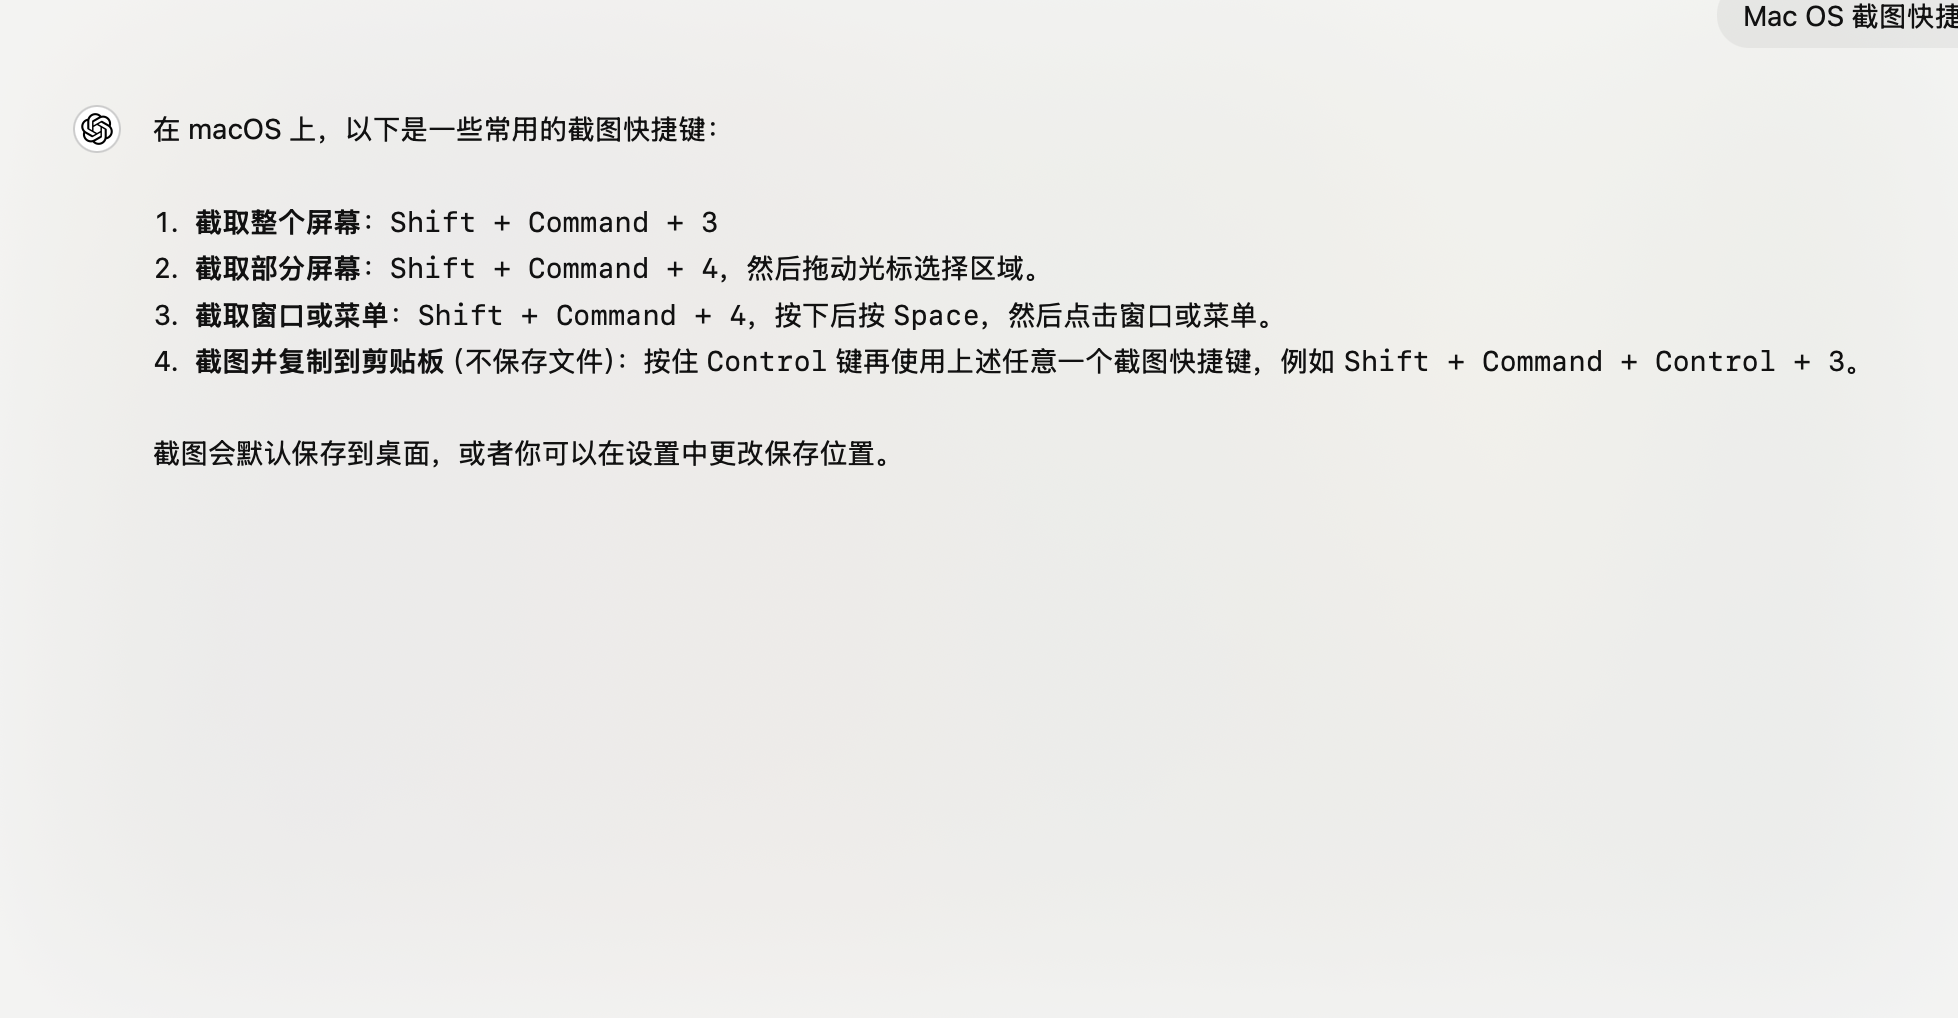 Mac OS 截图快捷
在 macOS 上，以下是一些常用的截图快捷键：
1. 截取整个屏幕：Shift + Command + 3
2. 截取部分屏幕：Shift + Command + 4，然后拖动光标选择区域。
3. 截取窗口或菜单：Shift + Command + 4，按下后按 Space，然后点击窗口或菜单。
4. 截图并复制到剪贴板（不保存文件）：按住 Control 键再使用上述任意一个截图快捷键，例如 Shift + Command + Control + 3。
截图会默认保存到桌面，或者你可以在设置中更改保存位置。